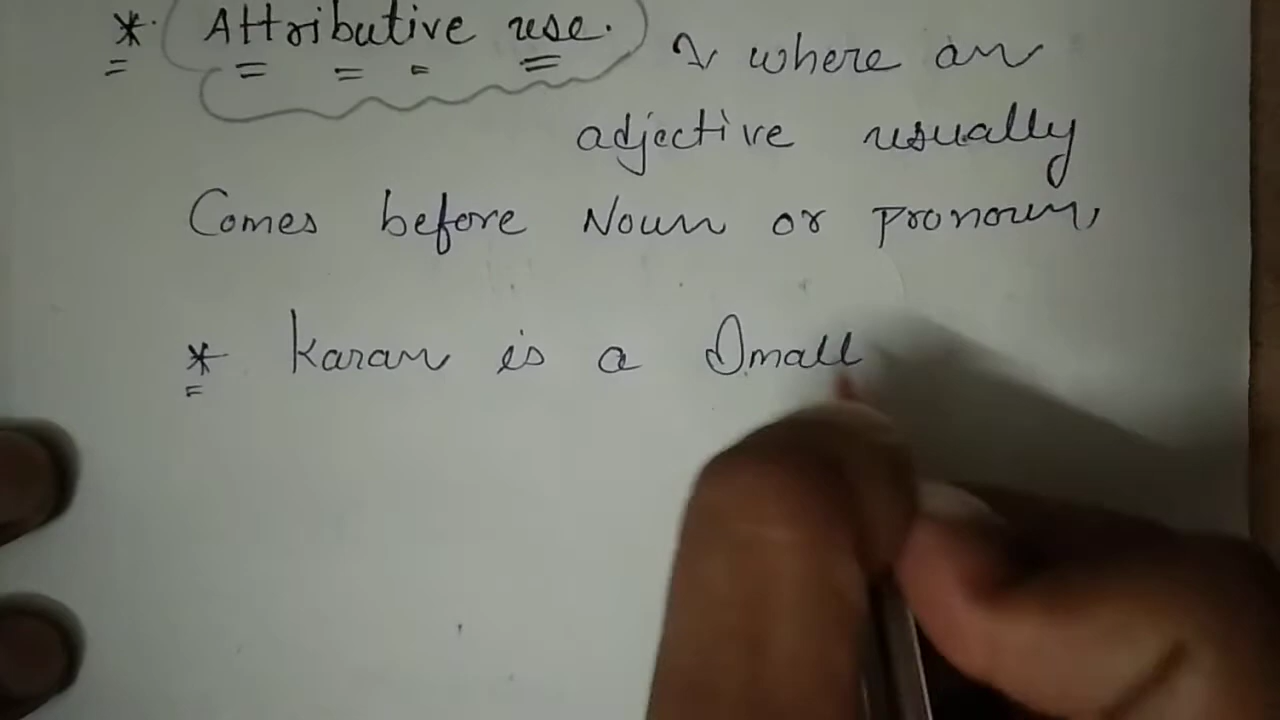 * Attributive use. where an
adjective usually
Comes before Noun or pronoun,
* Karan is a Small